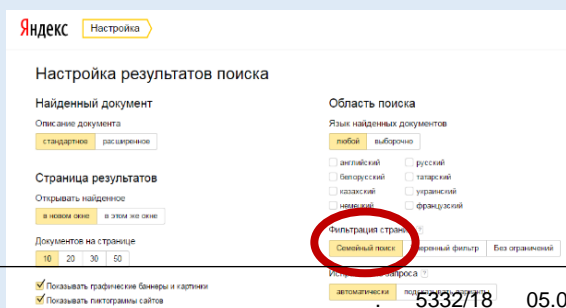 Яндекс Настройка
Настройка результатов поиска
Найденный документ
Описание документа
стандартное расширенное
Страница результатов
Открывать найденное
в новом окне в этом же окне
Документов на странице
10 20 30 50
Показывать графические баннеры и картинки
Показывать пиктограммы сайтов
Область поиска
Язык найденных документов
любой выборочно
английский русский
белорусский татарский
казахский украинский
немецкий французский
Фильтрация ?
Семейный поиск фильтр Без ограничений
запроса ?
автоматически подсказывать варианты
5332/18 05.0